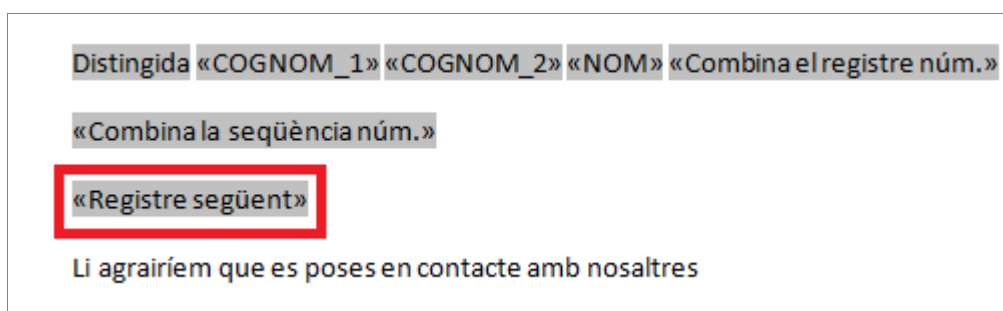 Distingida «COGNOM_1» «COGNOM_2» «NOM» «Combina el registre núm.»
«Combina la seqüència núm.»
«Registre següent»
Li agrairíem que es poses en contacte amb nosaltres